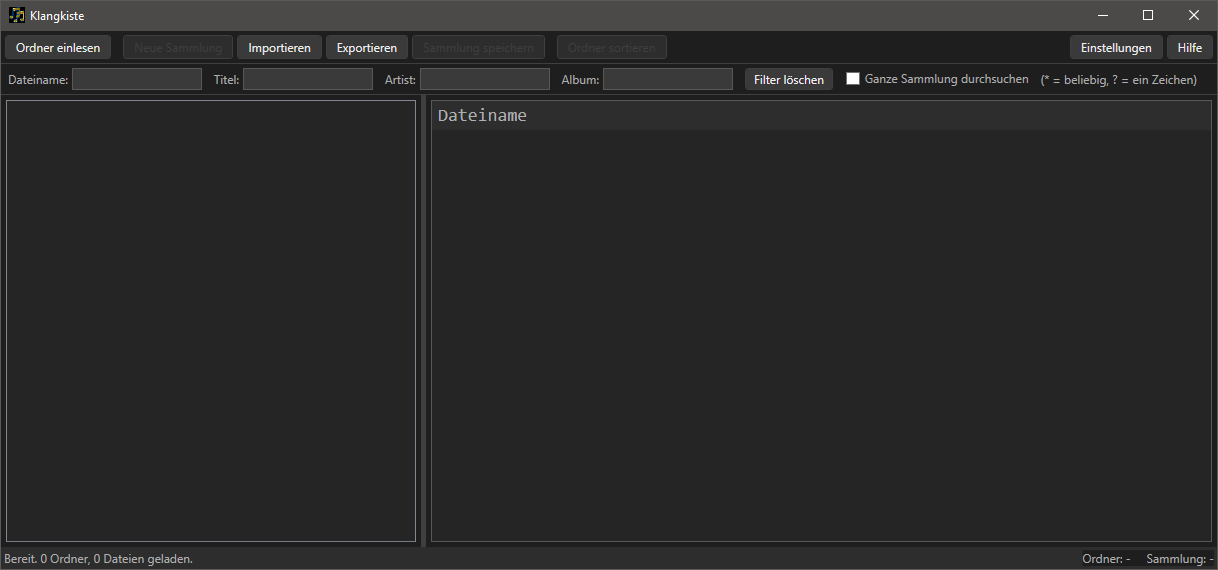 Klangkiste
Ordner einlesen Neue Sammlung Importieren Exportieren Sammlung speichern Ordner sortieren Einstellungen Hilfe
Dateiname: Titel: Artist: Album: Filter löschen Ganze Sammlung durchsuchen (* = beliebig, ? = ein Zeichen)
Dateiname
Bereit. 0 Ordner, 0 Dateien geladen. Ordner: - Sammlung: -